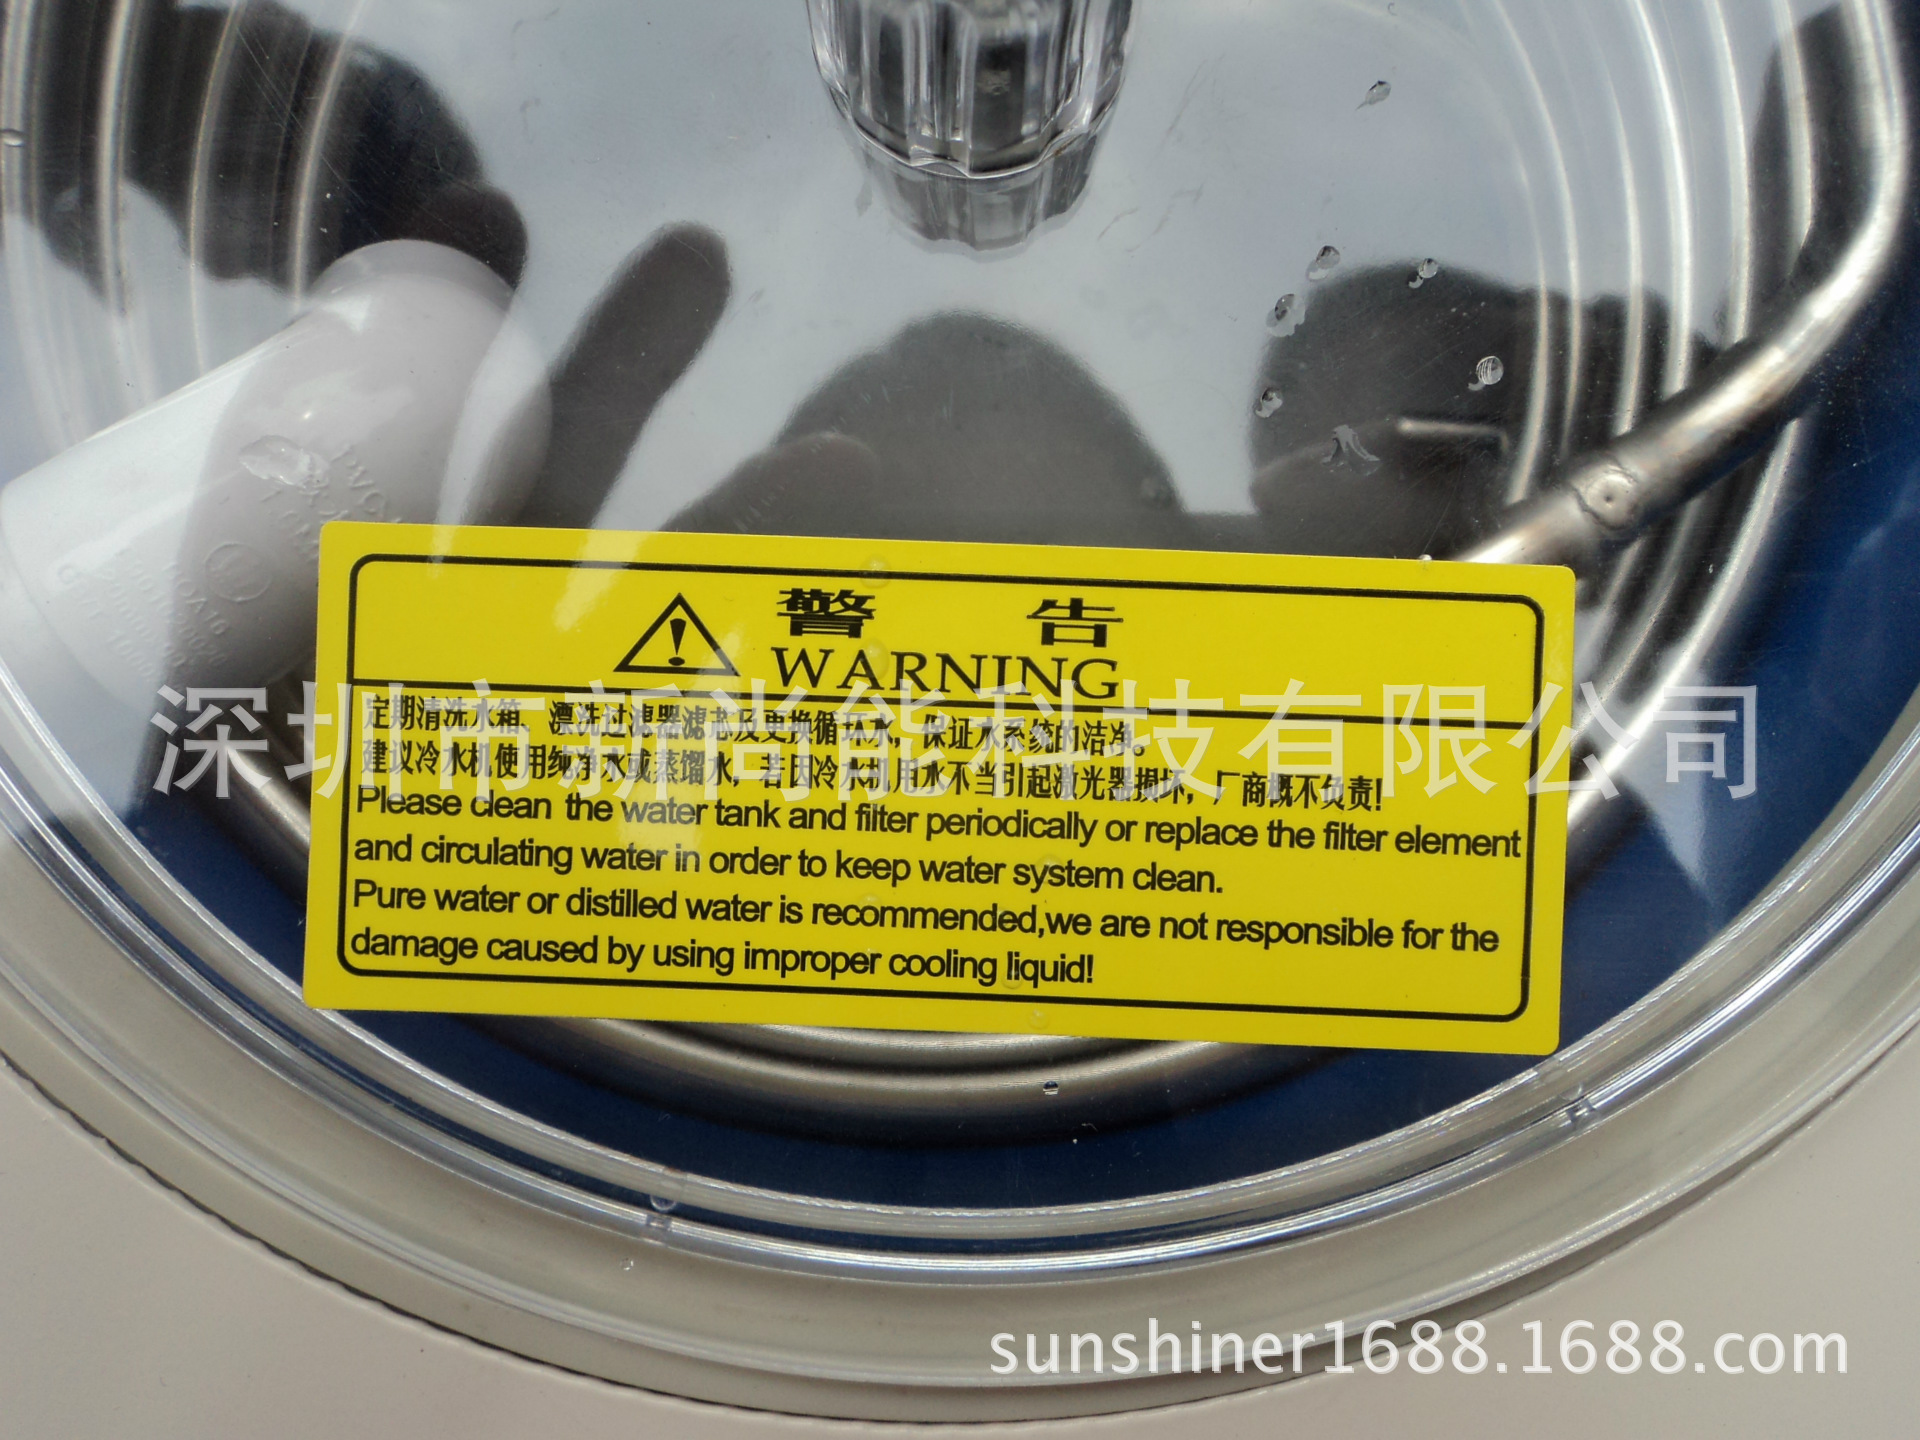 警 告
WARNING
定期清洗水箱、漂洗过滤器滤芯及更换循环水，保证水系统的洁净。
建议冷水机使用纯净水或蒸馏水，若因冷水机用水不当引起激光器损坏，厂商概不负责!
深圳市新尚能科技有限公司
Please clean the water tank and filter periodically or replace the filter element
and circulating water in order to keep water system clean.
Pure water or distilled water is recommended,we are not responsible for the
damage caused by using improper cooling liquid!
sunshiner1688.1688.com